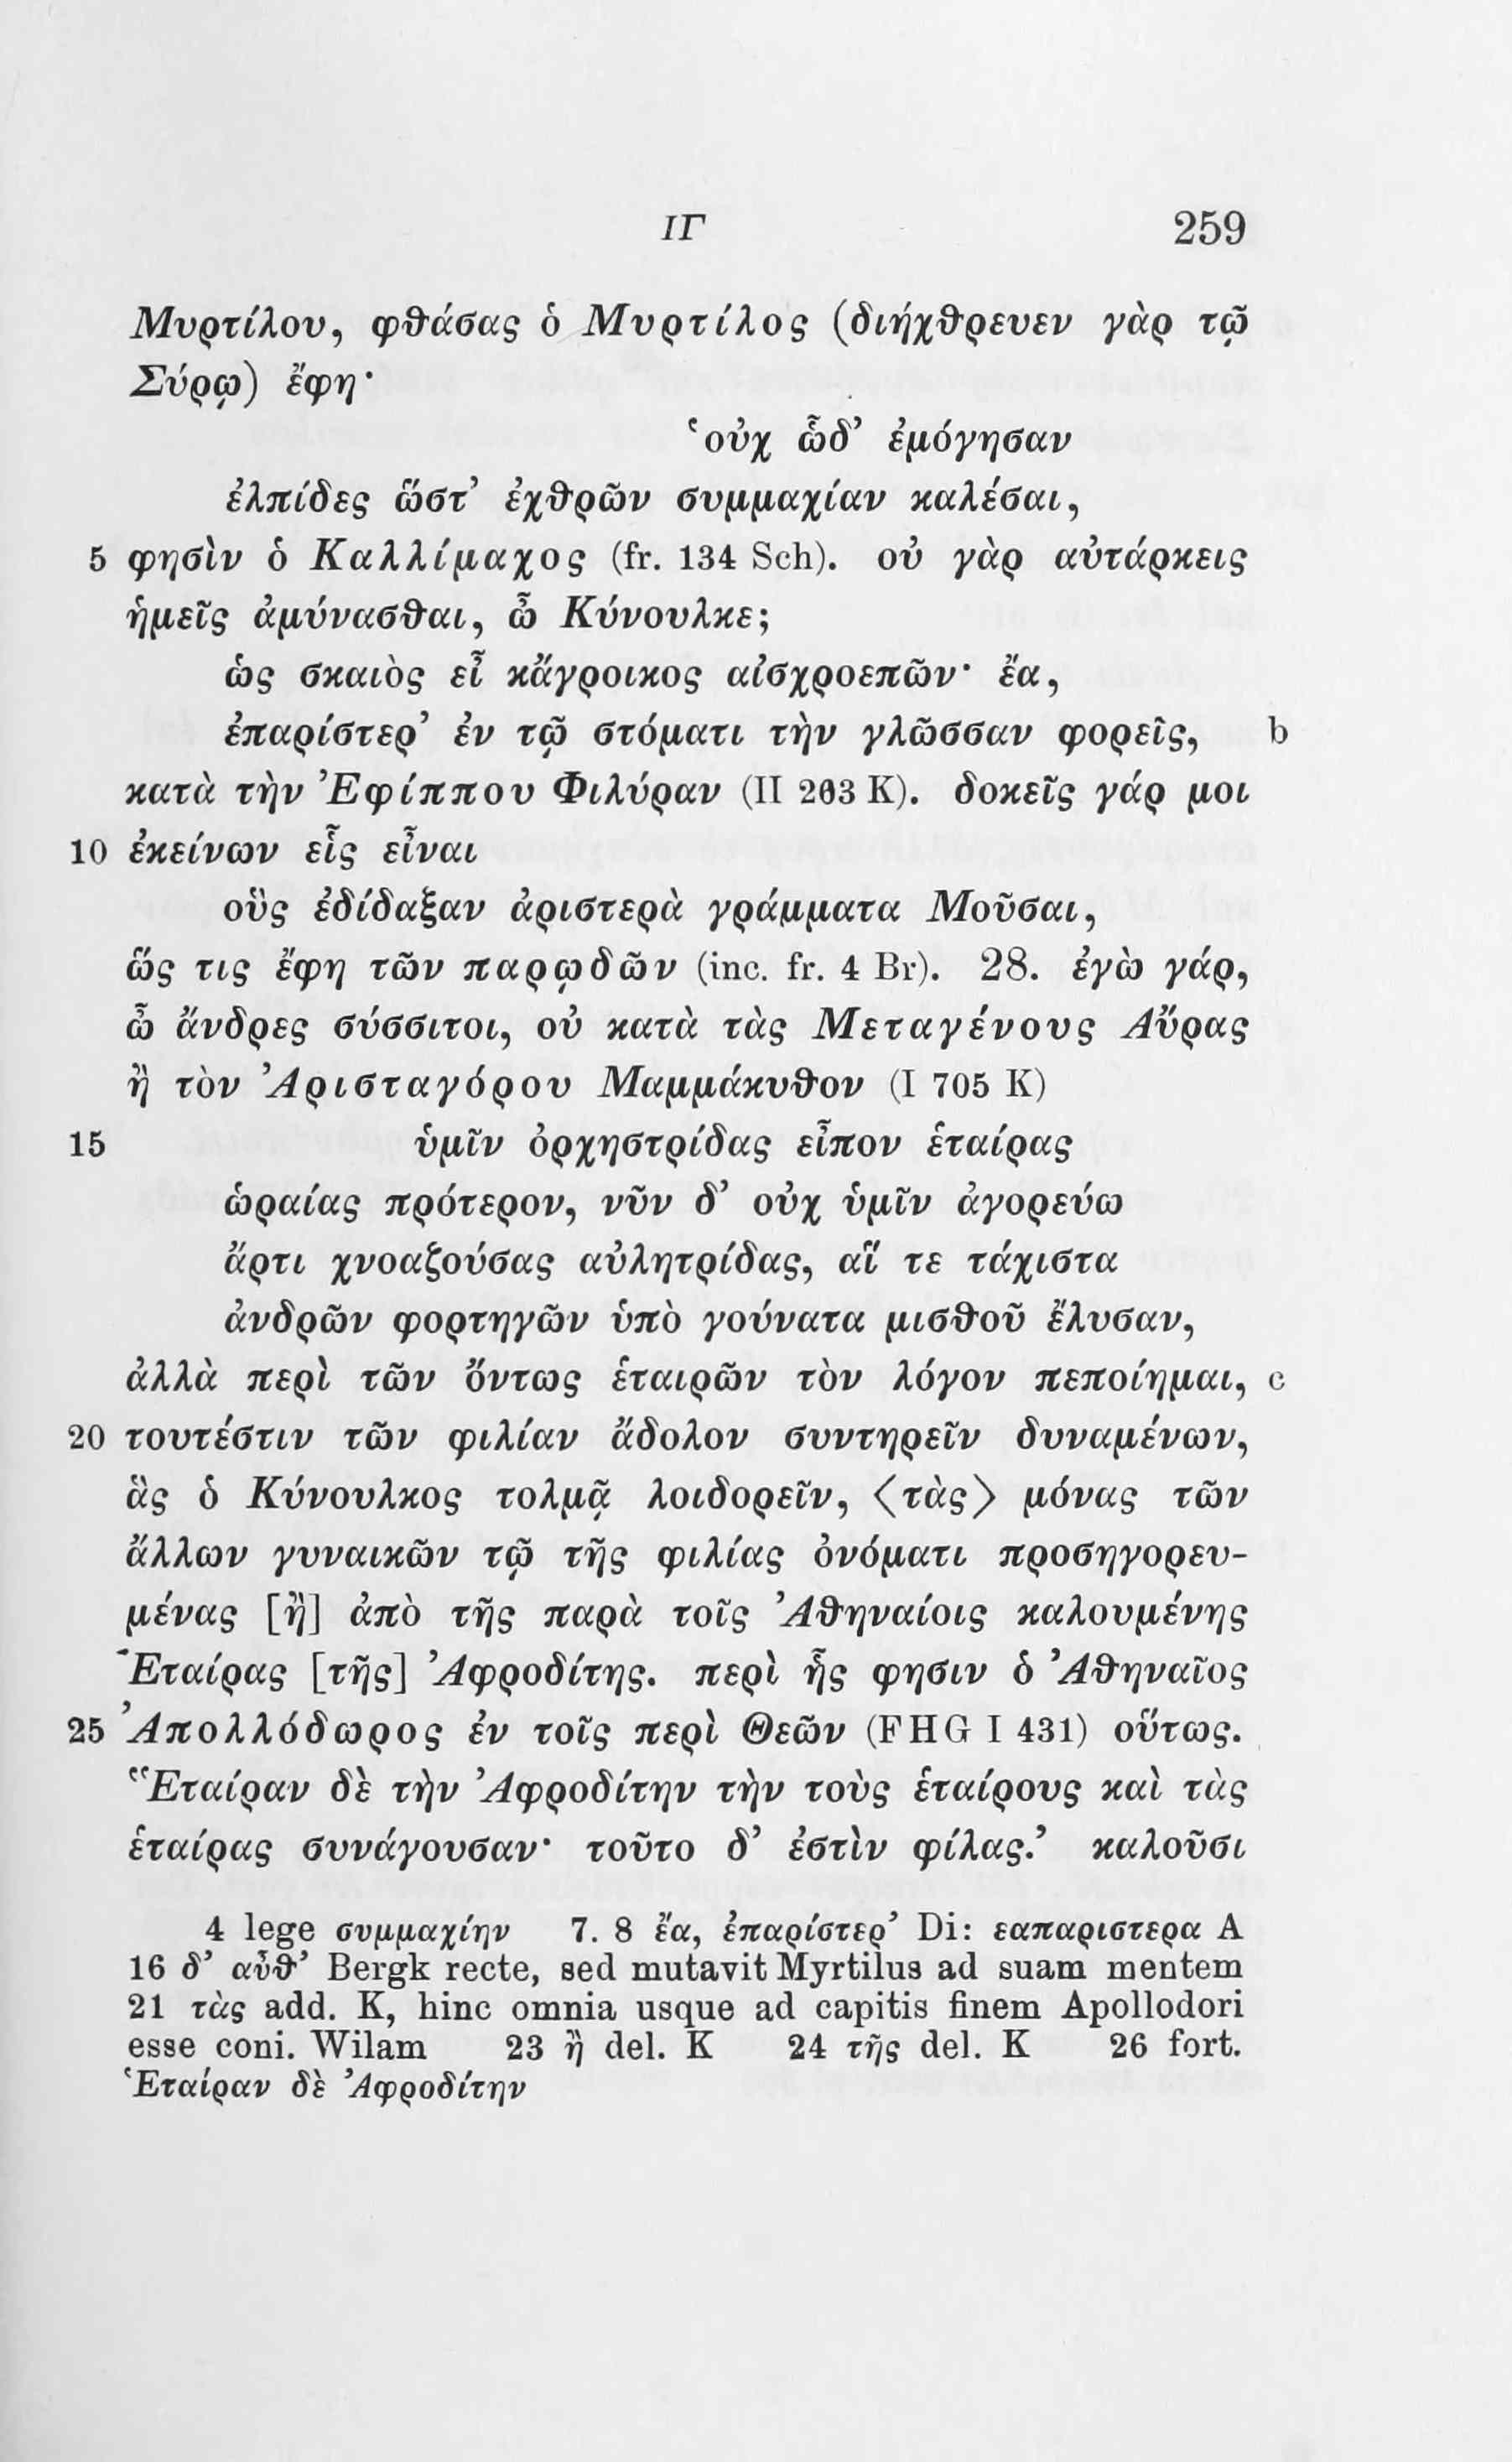 ΙΓ 259
Μυρτίλου, φθάσας ὁ Μυρτίλος (διήχθρευεν γὰρ τῷ
Σύρῳ) ἔφη·
‘οὐχ ὧδ’ ἐμόγησαν
ἐλπίδες ὥστ’ ἐχθρῶν συμμαχίαν καλέσαι,
5 φησὶν ὁ Καλλίμαχος (fr. 134 Sch). οὐ γὰρ αὐτάρκεις
ἡμεῖς ἀμύνασθαι, ὦ Κύνουλκε;
ὡς σκαιὸς εἶ κἄγροικος αἰσχροεπῶν· ἔα,
ἐπαρίστερ’ ἐν τῷ στόματι τὴν γλῶσσαν φορεῖς, b
κατὰ τὴν Ἐφίππου Φιλύραν (II 263 K). δοκεῖς γάρ μοι
10 ἐκείνων εἷς εἶναι
οὓς ἐδίδαξαν ἀριστερὰ γράμματα Μοῦσαι,
ὥς τις ἔφη τῶν παρῳδῶν (inc. fr. 4 Br). 28. ἐγὼ γάρ,
ὦ ἄνδρες σύσσιτοι, οὐ κατὰ τὰς Μεταγένους Αὔρας
ἢ τὸν Ἀρισταγόρου Μαμμάκυθον (I 705 K)
15 ὑμῖν ὀρχηστρίδας εἶπον ἑταίρας
ὡραίας πρότερον, νῦν δ’ οὐχ ὑμῖν ἀγορεύω
ἄρτι χνοαζούσας αὐλητρίδας, αἵ τε τάχιστα
ἀνδρῶν φορτηγῶν ὑπὸ γούνατα μισθοῦ ἔλυσαν,
ἀλλὰ περὶ τῶν ὄντως ἑταιρῶν τὸν λόγον πεποίημαι, c
20 τουτέστιν τῶν φιλίαν ἄδολον συντηρεῖν δυναμένων,
ἃς ὁ Κύνουλκος τολμᾷ λοιδορεῖν, ⟨τὰς⟩ μόνας τῶν
ἄλλων γυναικῶν τῷ τῆς φιλίας ὀνόματι προσηγορευ-
μένας [ἢ] ἀπὸ τῆς παρὰ τοῖς Ἀθηναίοις καλουμένης
Ἑταίρας [τῆς] Ἀφροδίτης. περὶ ἧς φησιν ὁ Ἀθηναῖος
25 Ἀπολλόδωρος ἐν τοῖς περὶ Θεῶν (FHG I 431) οὕτως.
‘Ἑταίραν δὲ τὴν Ἀφροδίτην τὴν τοὺς ἑταίρους καὶ τὰς
ἑταίρας συνάγουσαν· τοῦτο δ’ ἐστὶν φίλας.’ καλοῦσι
4 lege συμμαχίην 7. 8 ἔα, ἐπαρίστερ’ Di: εαπαριστερα A
16 δ’ αὖθ’ Bergk recte, sed mutavit Myrtilus ad suam mentem
21 τὰς add. K, hinc omnia usque ad capitis finem Apollodori
esse coni. Wilam 23 ἢ del. K 24 τῆς del. K 26 fort.
Ἑταίραν δὲ Ἀφροδίτην